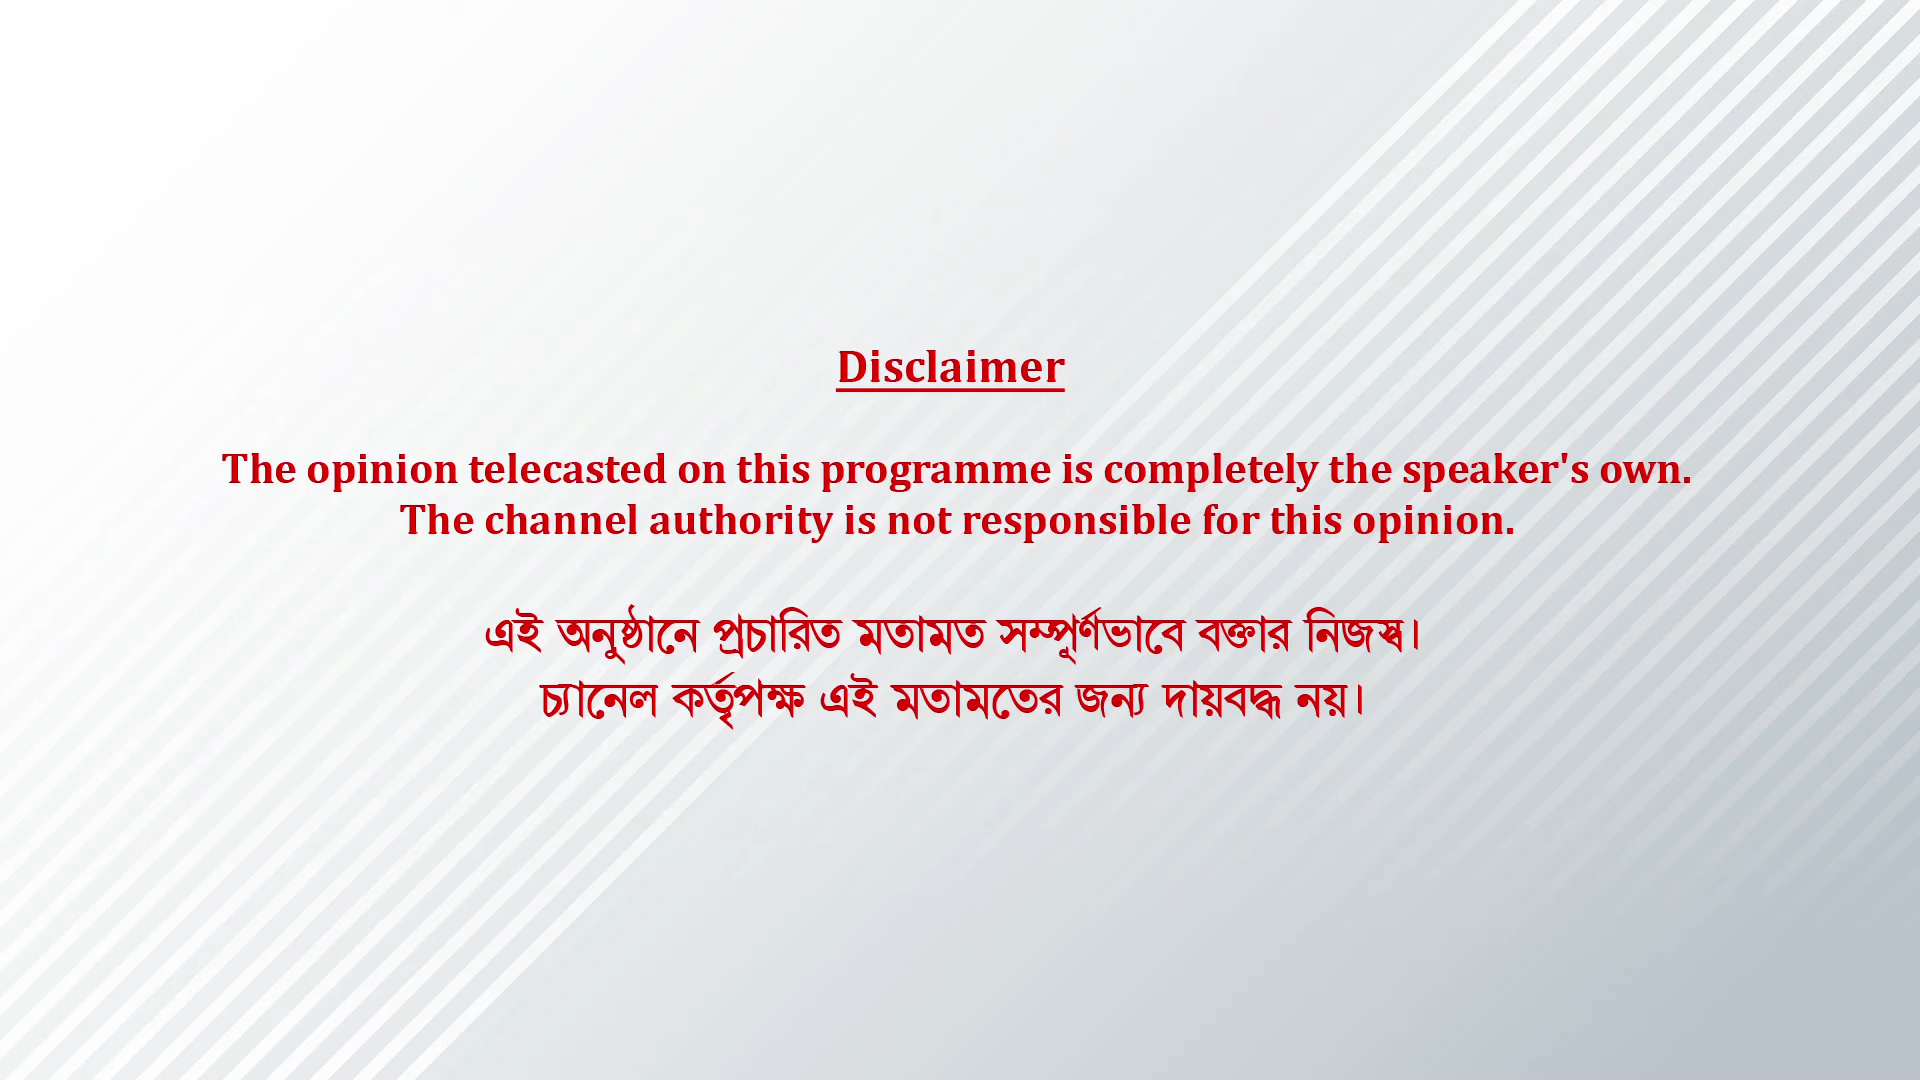 Disclaimer
The opinion telecasted on this programme is completely the speaker's own.
The channel authority is not responsible for this opinion.
এই অনুষ্ঠানে প্রচারিত মতামত সম্পূর্ণভাবে বক্তার নিজস্ব।
চ্যানেল কর্তৃপক্ষ এই মতামতের জন্য দায়বদ্ধ নয়।